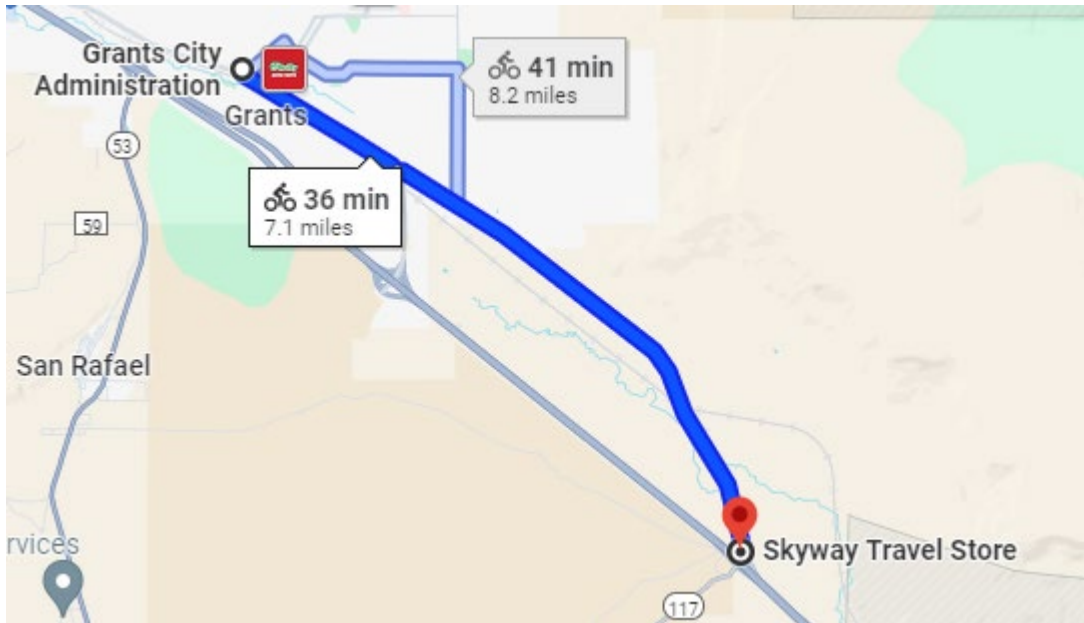 Grants City
Administration
Grants
41 min
8.2 miles
53
36 min
7.1 miles
59
San Rafael
rvices
Skyway Travel Store
117